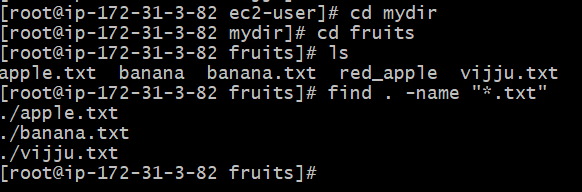 [root@ip-172-31-3-82 ec2-user]# cd mydir
[root@ip-172-31-3-82 mydir]# cd fruits
[root@ip-172-31-3-82 fruits]# ls
apple.txt  banana  banana.txt  red_apple  vijju.txt
[root@ip-172-31-3-82 fruits]# find . -name "*.txt"
./apple.txt
./banana.txt
./vijju.txt
[root@ip-172-31-3-82 fruits]#